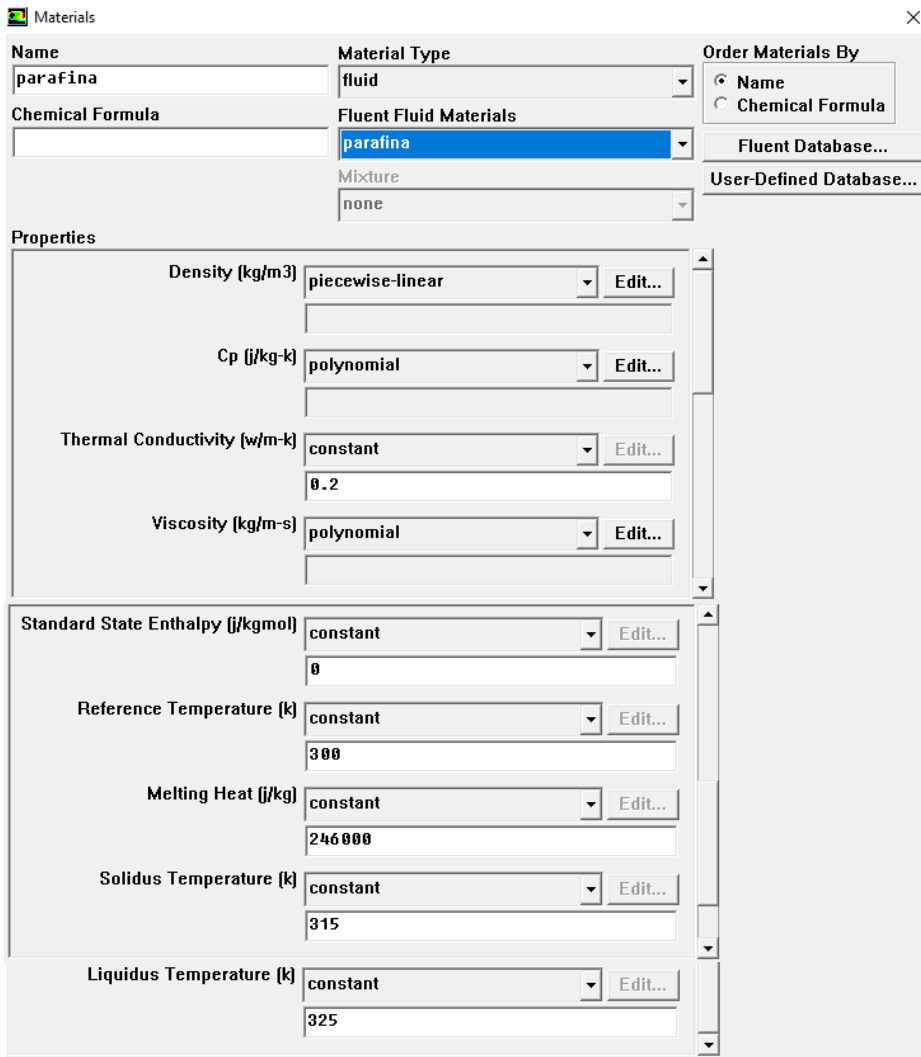 Materials
Name
parafina
Material Type
fluid
Order Materials By
Name
Chemical Formula
Chemical Formula
Fluent Fluid Materials
parafina
Fluent Database...
Mixture
none
User-Defined Database...
Properties
Density (kg/m3) piecewise-linear Edit...
Cp (j/kg-k) polynomial Edit...
Thermal Conductivity (w/m-k) constant Edit...
0.2
Viscosity (kg/m-s) polynomial Edit...
Standard State Enthalpy (j/kgmol) constant Edit...
0
Reference Temperature (k) constant Edit...
300
Melting Heat (j/kg) constant Edit...
246000
Solidus Temperature (k) constant Edit...
315
Liquidus Temperature (k) constant Edit...
325